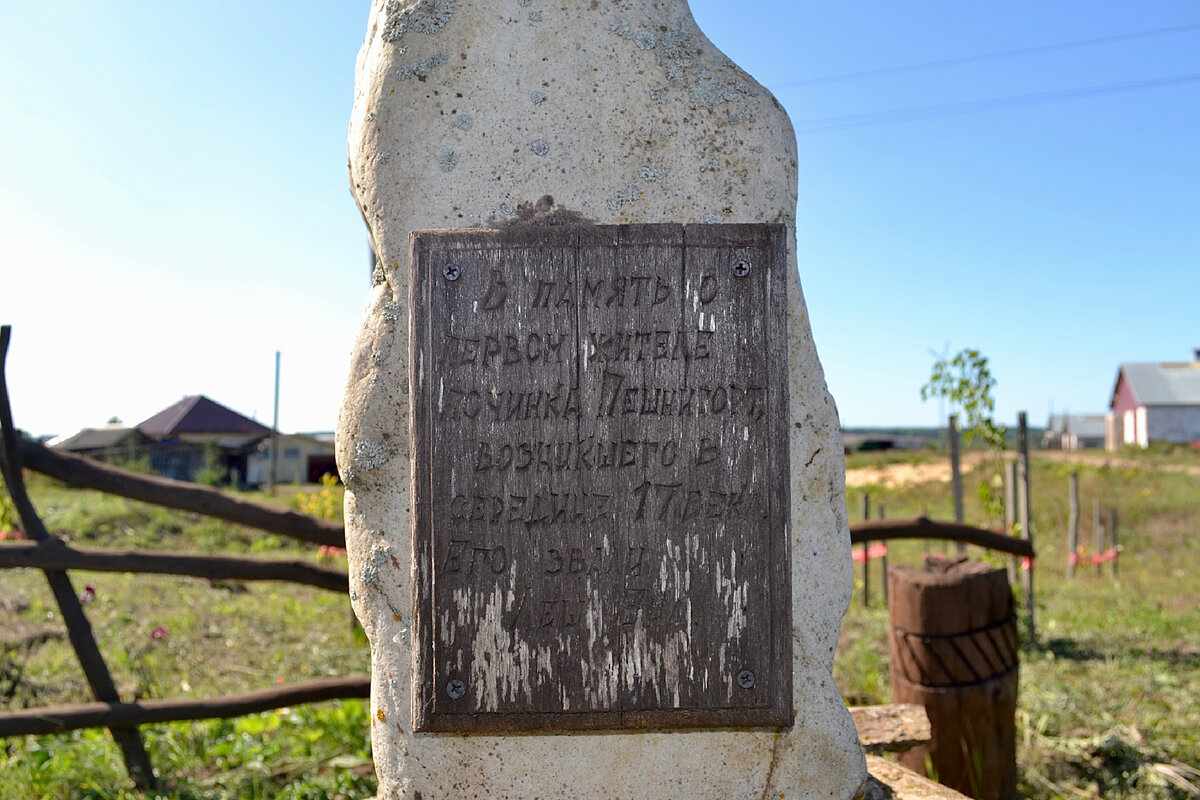 В ПАМЯТЬ О
ПЕРВОМ ЖИТЕЛЕ
ПОЧИНКА ПЕШНИГОРТ,
ВОЗНИКШЕГО В
СЕРЕДИНЕ 17 ВЕКА.
ЕГО ЗВАЛИ